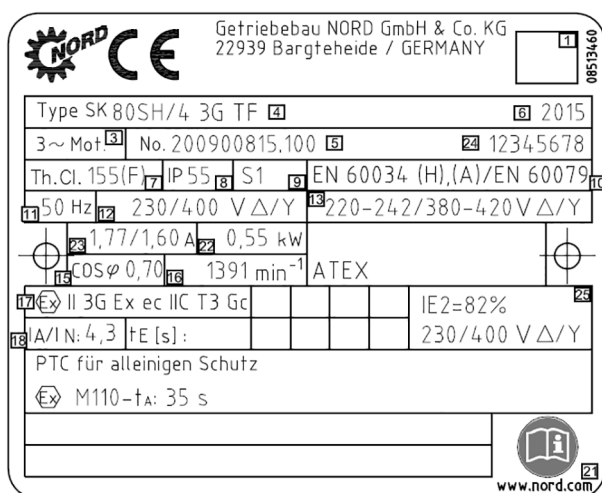 NORD CE Getriebebau NORD GmbH & Co. KG
22939 Bargteheide / GERMANY
1
08513460
Type SK 80SH/4 3G TF 4 6 2015
3~ Mot. 3 No. 200900815.100 5 24 12345678
Th.Cl. 155(F) 7 IP 55 8 S1 9 EN 60034 (H),(A)/EN 60079 10
11 50 Hz 12 230/400 V Δ/Y 13 220-242/380-420V Δ/Y
23 1,77/1,60 A 22 0,55 kW
15 COSφ 0,70 16 1391 min⁻¹ ATEX
17 Ex II 3G Ex ec IIC T3 Gc IE2=82% 25
18 IA/I N: 4,3 tE [s] : 230/400 V Δ/Y
PTC für alleinigen Schutz
Ex M110-tA: 35 s
i
21
www.nord.com